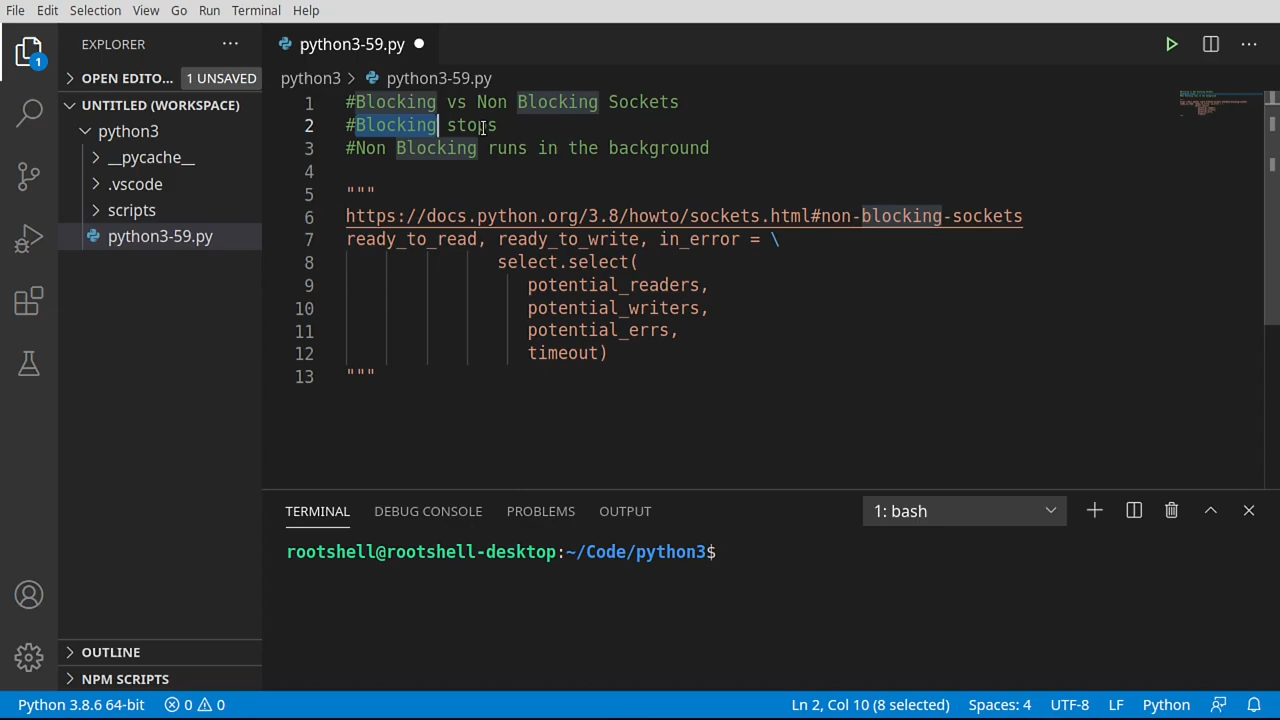 File Edit Selection View Go Run Terminal Help
EXPLORER
python3-59.py
OPEN EDITO... 1 UNSAVED
python3 > python3-59.py
UNTITLED (WORKSPACE)
python3
__pycache__
.vscode
scripts
python3-59.py
1
1 #Blocking vs Non Blocking Sockets
2 #Blocking stops
3 #Non Blocking runs in the background
4
5 """
6 https://docs.python.org/3.8/howto/sockets.html#non-blocking-sockets
7 ready_to_read, ready_to_write, in_error = \
8 select.select(
9 potential_readers,
10 potential_writers,
11 potential_errs,
12 timeout)
13 """
TERMINAL DEBUG CONSOLE PROBLEMS OUTPUT 1: bash
rootshell@rootshell-desktop:~/Code/python3$
OUTLINE
NPM SCRIPTS
Python 3.8.6 64-bit 0 0 Ln 2, Col 10 (8 selected) Spaces: 4 UTF-8 LF Python